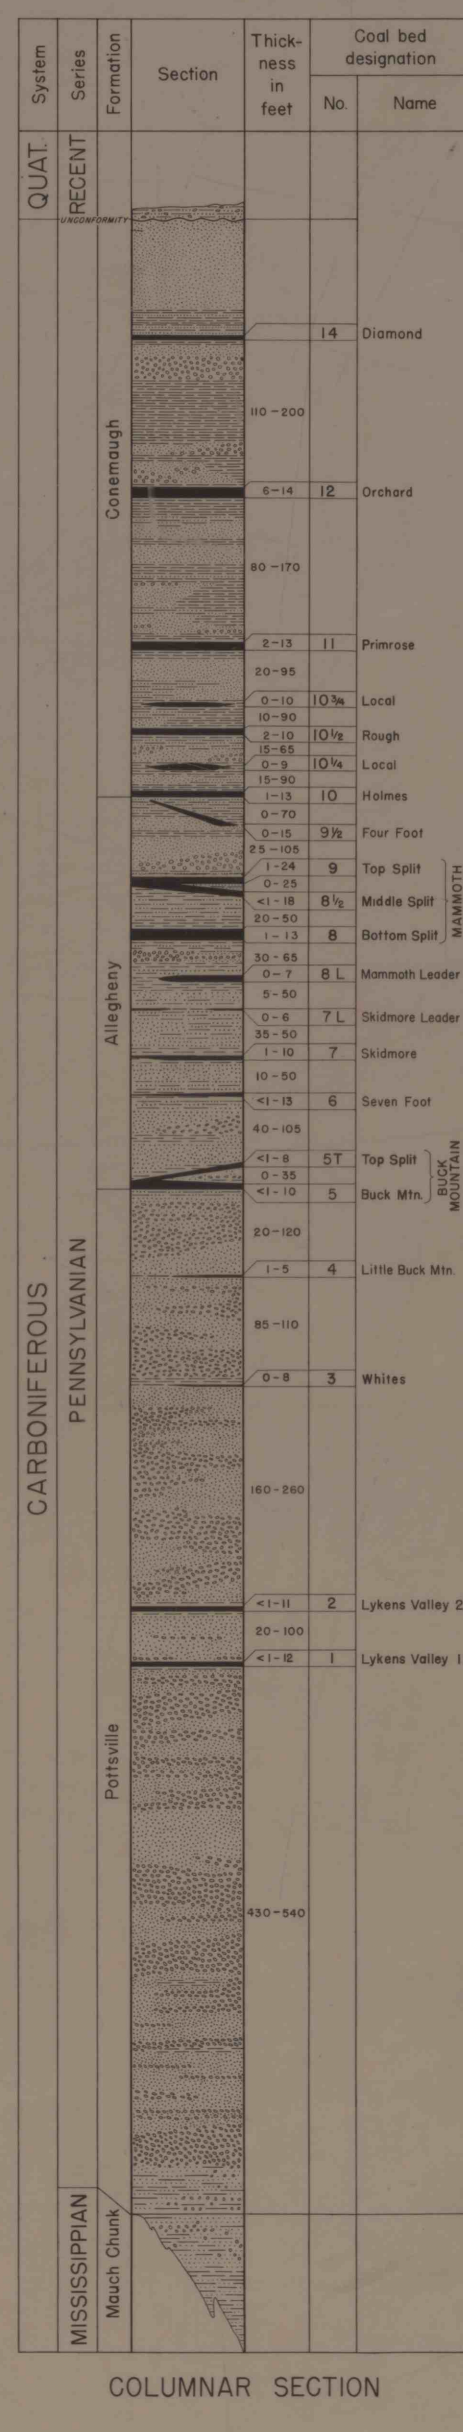 System
Series
Formation
Section
Thick-
ness
in
feet
Coal bed
designation
No.
Name
QUAT.
RECENT
UNCONFORMITY
CARBONIFEROUS
PENNSYLVANIAN
MISSISSIPPIAN
Conemaugh
Allegheny
Pottsville
Mauch Chunk
14 Diamond
110-200
6-14 12 Orchard
80-170
2-13 11 Primrose
20-95
0-10 10¾ Local
10-90
2-10 10½ Rough
15-65
0-9 10¼ Local
15-90
1-13 10 Holmes
0-70
0-15 9½ Four Foot
25-105
1-24 9 Top Split
0-25
<1-18 8½ Middle Split
20-50
1-13 8 Bottom Split
MAMMOTH
30-65
0-7 8 L Mammoth Leader
5-50
0-6 7 L Skidmore Leader
35-50
1-10 7 Skidmore
10-50
<1-13 6 Seven Foot
40-105
<1-8 5T Top Split
0-35
<1-10 5 Buck Mtn.
BUCK
MOUNTAIN
20-120
1-5 4 Little Buck Mtn.
85-110
0-8 3 Whites
160-260
<1-11 2 Lykens Valley 2
20-100
<1-12 1 Lykens Valley 1
430-540
COLUMNAR SECTION